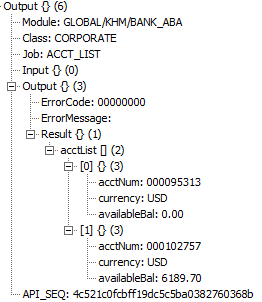 Output {} (6)
Module: GLOBAL/KHM/BANK_ABA
Class: CORPORATE
Job: ACCT_LIST
Input {} (0)
Output {} (3)
ErrorCode: 00000000
ErrorMessage:
Result {} (1)
acctList [] (2)
[0] {} (3)
acctNum: 000095313
currency: USD
availableBal: 0.00
[1] {} (3)
acctNum: 000102757
currency: USD
availableBal: 6189.70
API_SEQ: 4c521c0fcbff19dc5c5ba0382760368b